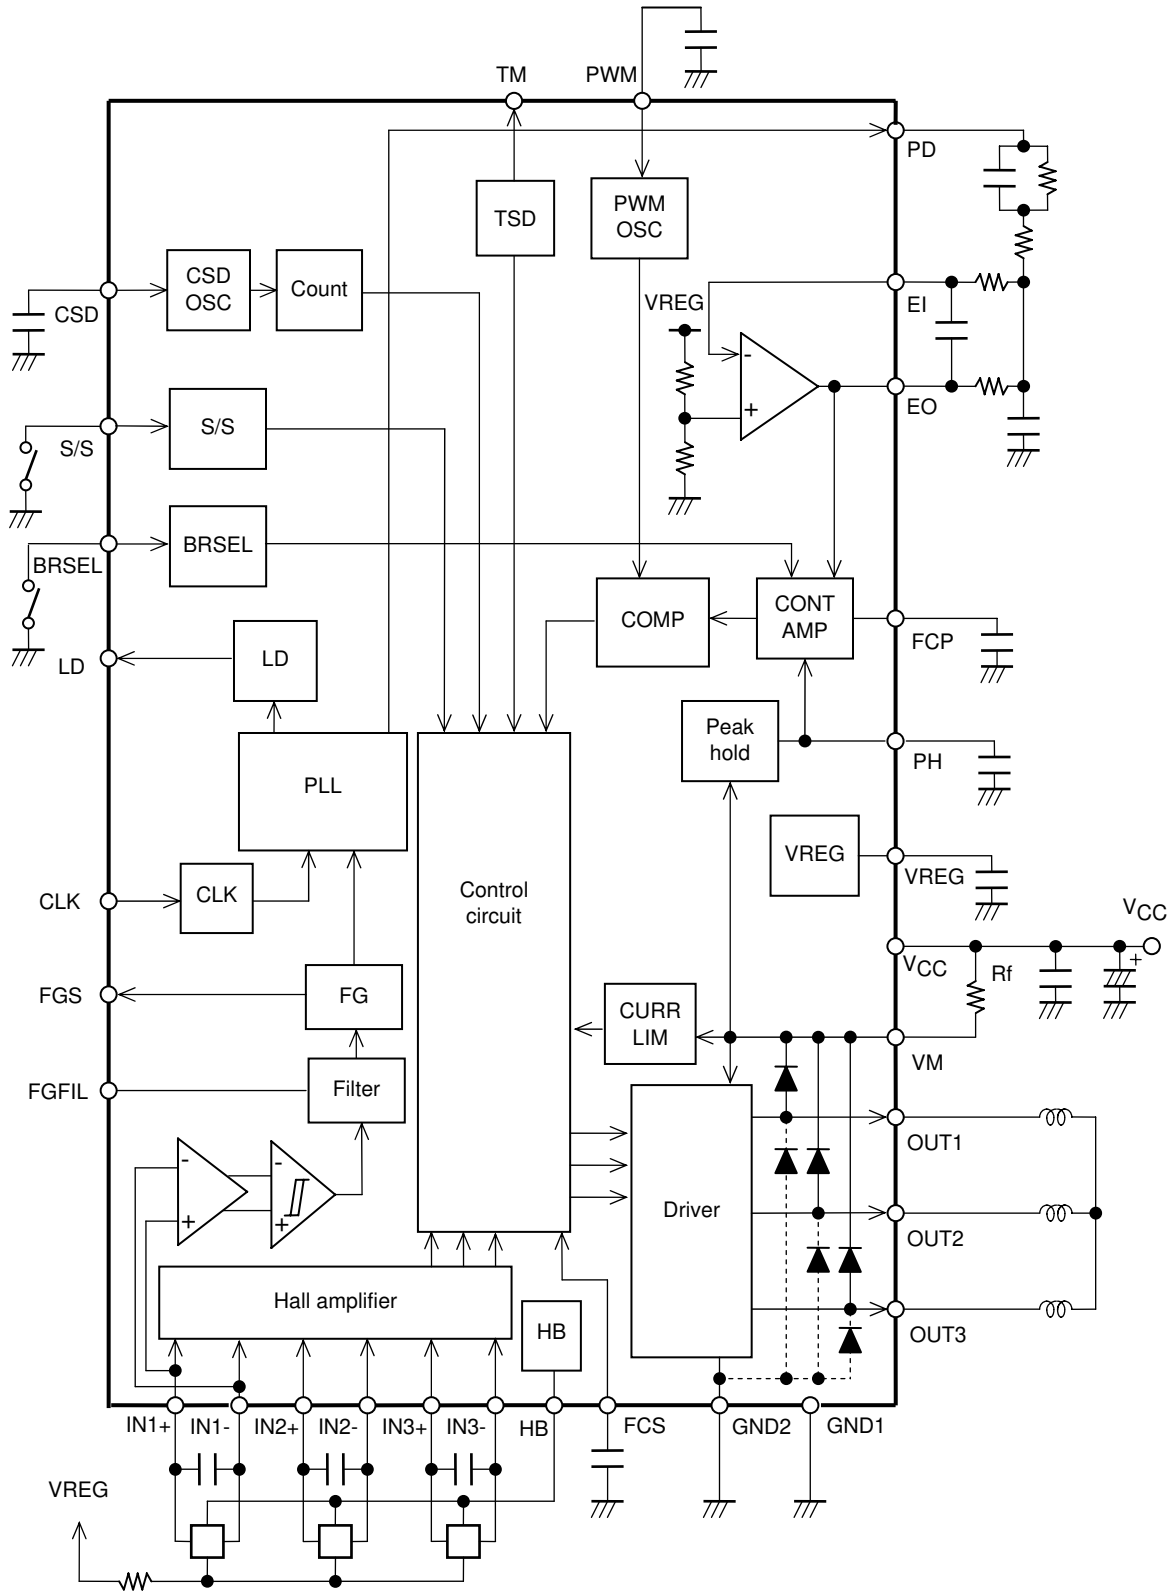 TM
PWM
PD
TSD
PWM
OSC
CSD
OSC
Count
CSD
VREG
EI
-
+
EO
S/S
S/S
BRSEL
BRSEL
COMP
CONT
AMP
FCP
LD
LD
Peak
hold
PH
PLL
Control
circuit
VREG
VREG
CLK
CLK
VCC
VCC
+
Rf
FGS
FG
CURR
LIM
VM
FGFIL
Filter
OUT1
-
+
-
+
Driver
OUT2
Hall amplifier
HB
OUT3
IN1+
IN1-
IN2+
IN2-
IN3+
IN3-
HB
FCS
GND2
GND1
VREG